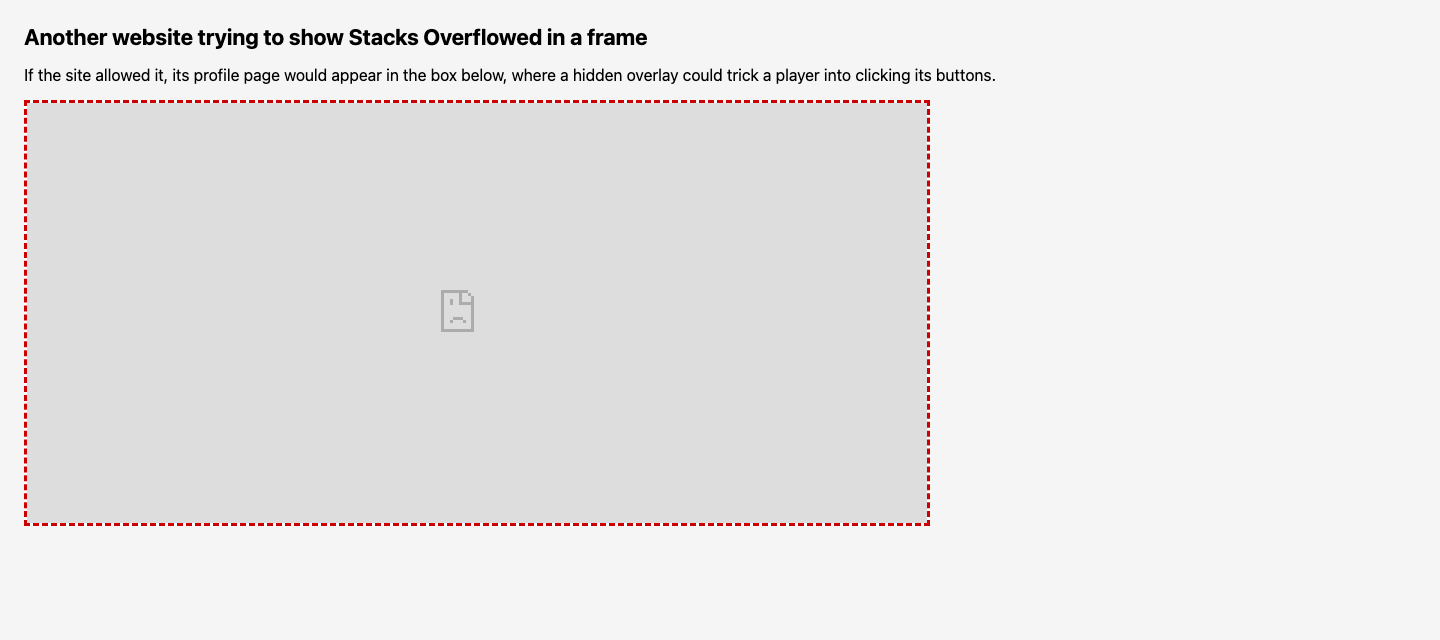 Another website trying to show Stacks Overflowed in a frame
If the site allowed it, its profile page would appear in the box below, where a hidden overlay could trick a player into clicking its buttons.